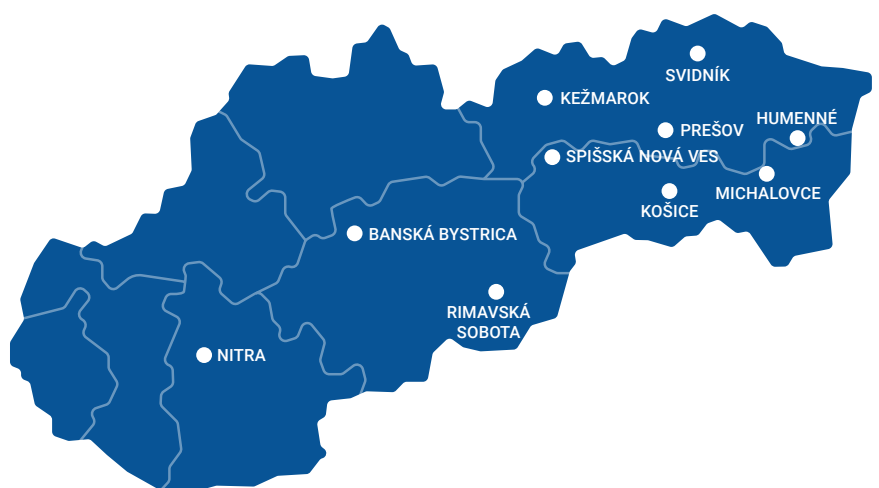 SVIDNÍK
KEŽMAROK
HUMENNÉ
PREŠOV
SPIŠSKÁ NOVÁ VES
MICHALOVCE
KOŠICE
BANSKÁ BYSTRICA
RIMAVSKÁ
SOBOTA
NITRA